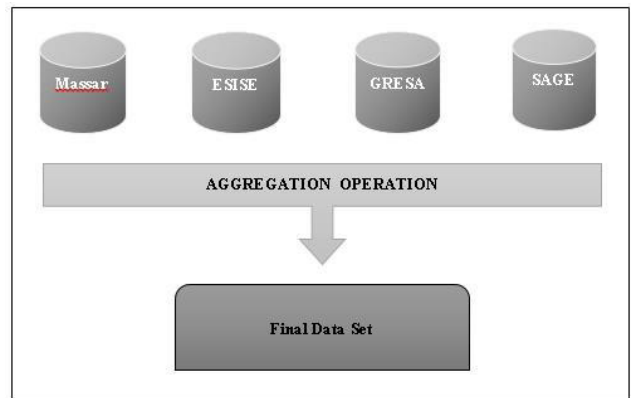 Massar
ESISE
GRESA
SAGE
AGGREGATION OPERATION
Final Data Set